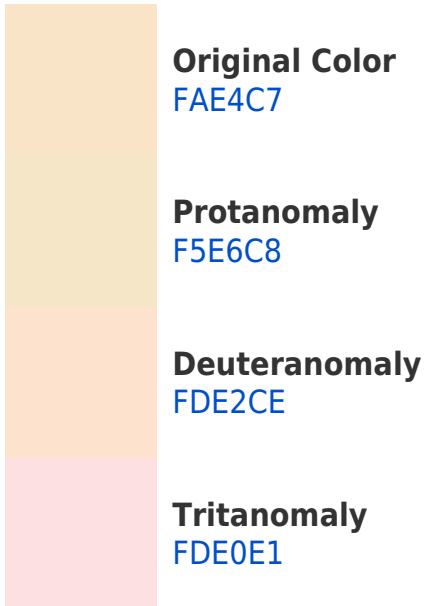 Original Color
FAE4C7
Protanomaly
F5E6C8
Deuteranomaly
FDE2CE
Tritanomaly
FDE0E1